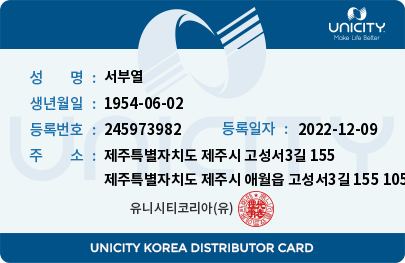 UNICITY
Make Life Better
성 명 : 서부열
생년월일 : 1954-06-02
등록번호 : 245973982 등록일자 : 2022-12-09
주 소 : 제주특별자치도 제주시 고성서3길 155
제주특별자치도 제주시 애월읍 고성서3길 155 105
유니시티코리아(유)
UNICITY
UNICITY KOREA DISTRIBUTOR CARD